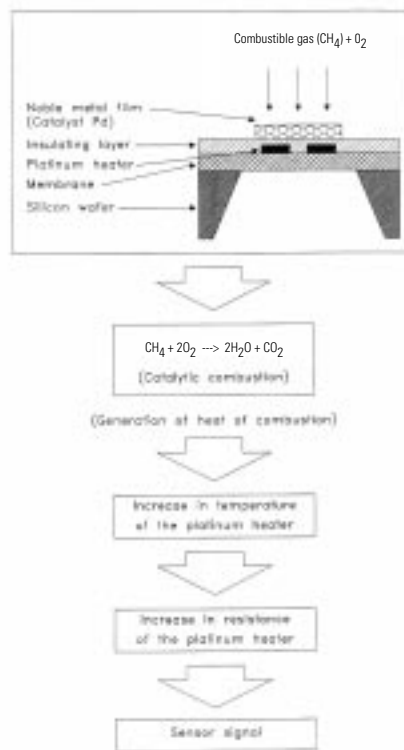 Combustible gas (CH4) + O2
Noble metal film
(Catalyst Pd)
Insulating layer
Platinum heater
Membrane
Silicon wafer
CH4 + 2O2 ---> 2H2O + CO2
(Catalytic combustion)
(Generation of heat of combustion)
Increase in temperature
of the platinum heater
Increase in resistance
of the platinum heater
Sensor signal